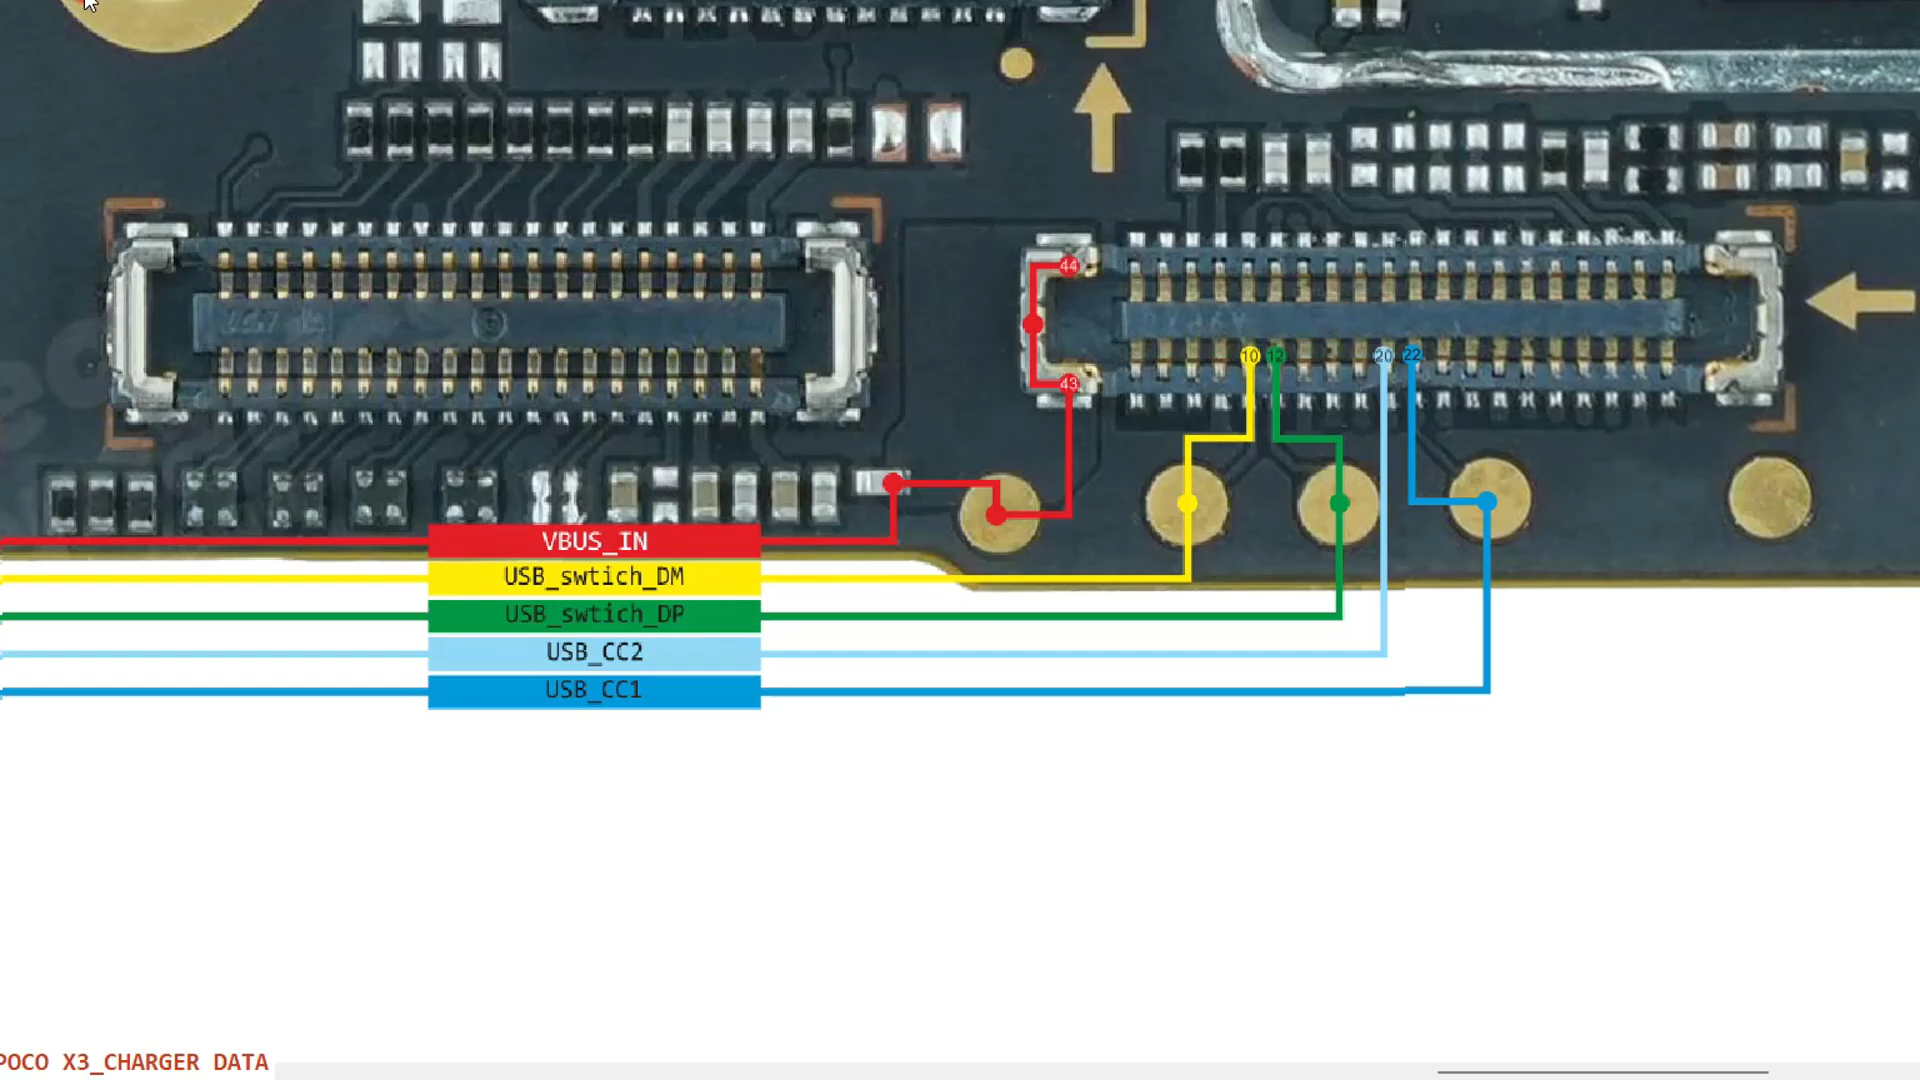 44
43
10 12 20 22
VBUS_IN
USB_swtich_DM
USB_swtich_DP
USB_CC2
USB_CC1
POCO X3_CHARGER DATA